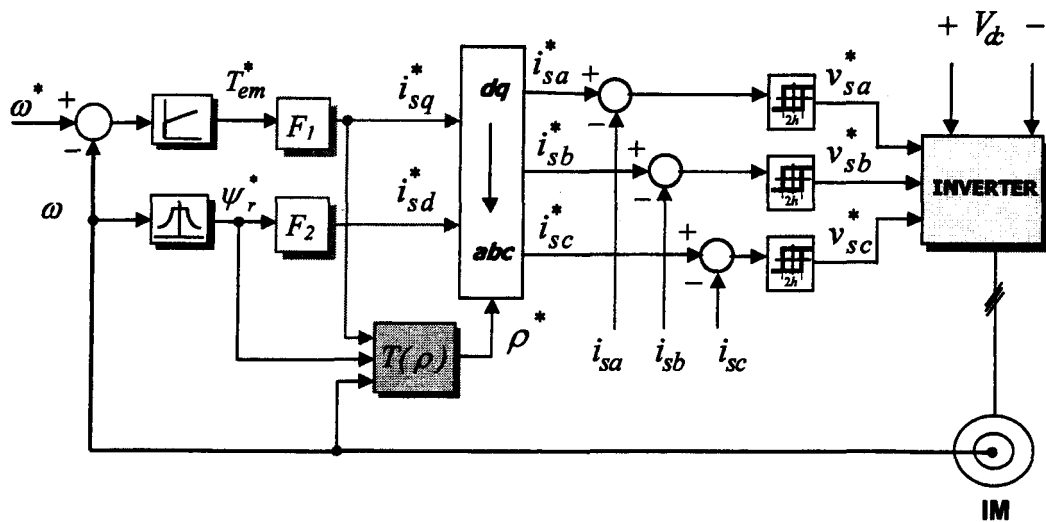 + V_dc −
ω* + −
T*_em
F_1
i*_sq
dq
abc
i*_sa + −
i*_sb + −
i*_sc + −
2h
2h
2h
v*_sa
v*_sb
v*_sc
INVERTER
ω
ψ*_r
F_2
i*_sd
T(ρ)
ρ*
i_sa
i_sb
i_sc
IM